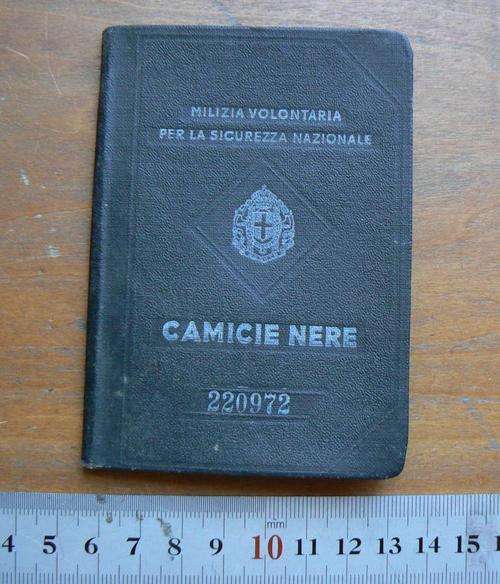 MILIZIA VOLONTARIA
PER LA SICUREZZA NAZIONALE
CAMICIE NERE
220972
mm
4 5 6 7 8 9 10 11 12 13 14 15 1